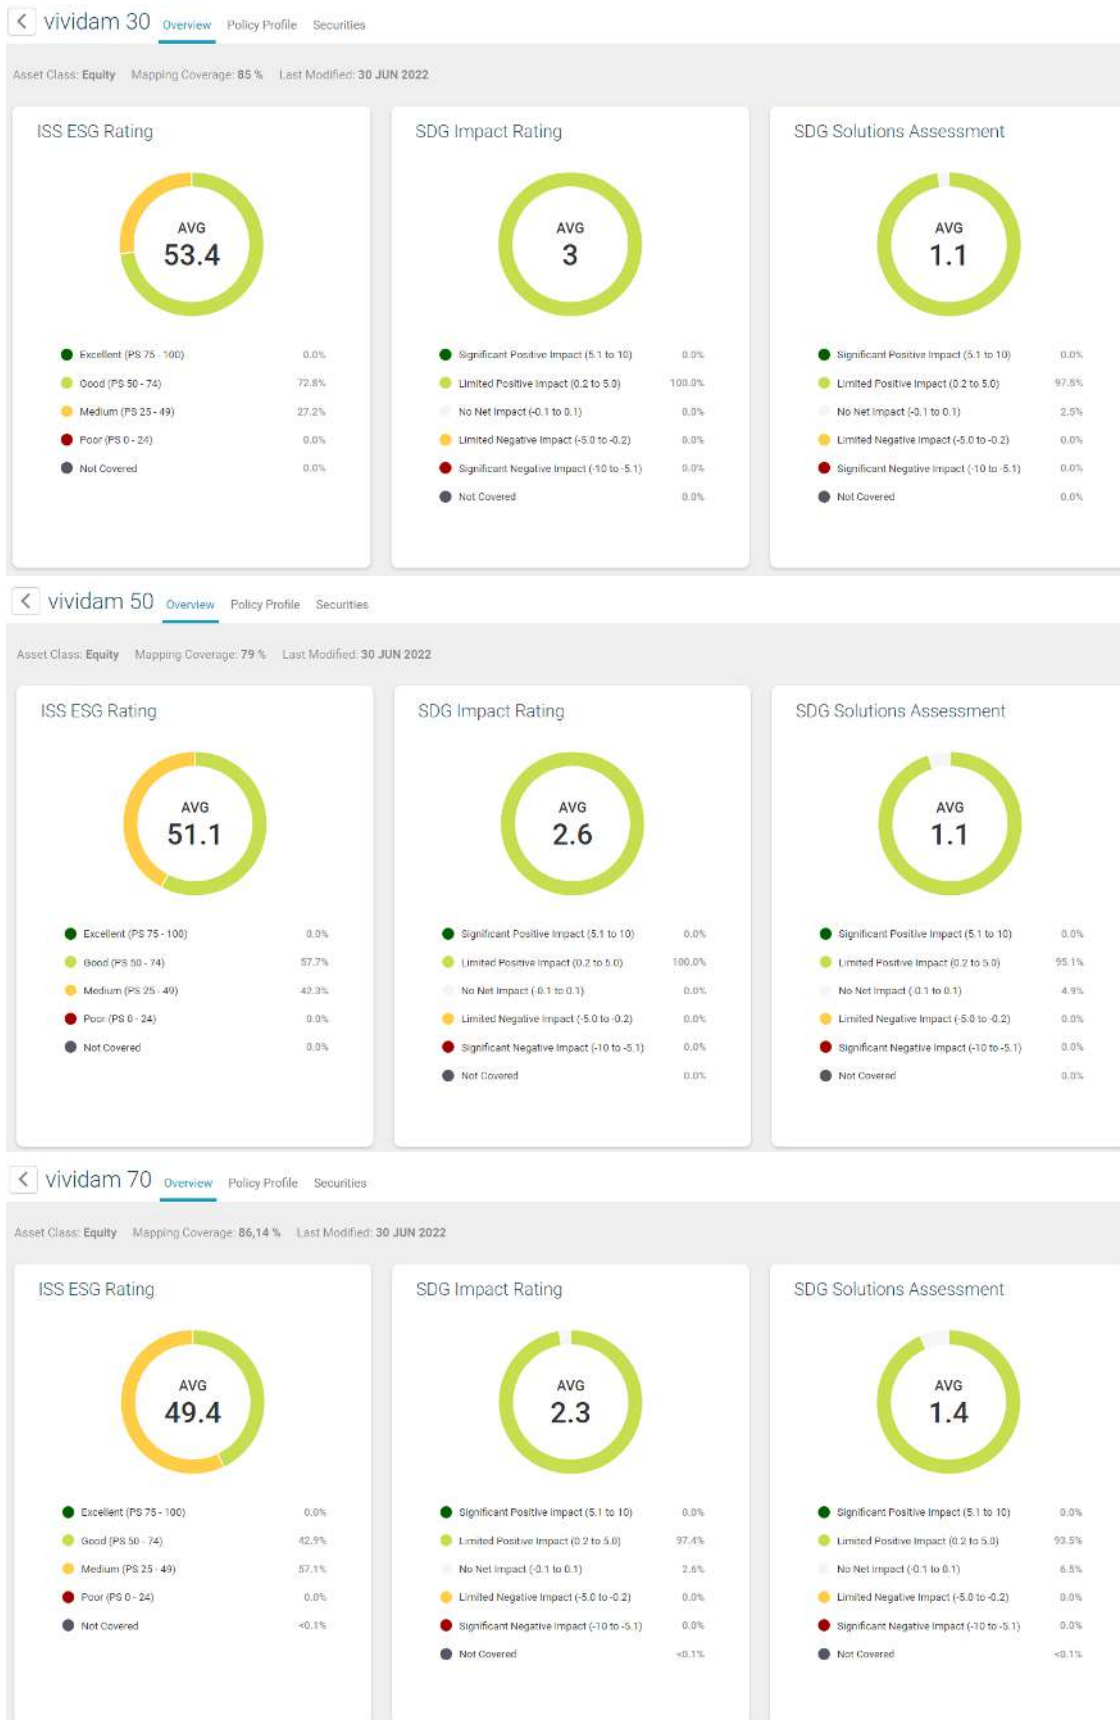 vividam 30 Overview Policy Profile Securities
Asset Class: Equity Mapping Coverage: 85 % Last Modified: 30 JUN 2022
ISS ESG Rating
AVG
53.4
Excellent (PS 75 - 100) 0.0%
Good (PS 50 - 74) 72.8%
Medium (PS 25 - 49) 27.2%
Poor (PS 0 - 24) 0.0%
Not Covered 0.0%
SDG Impact Rating
AVG
3
Significant Positive Impact (5.1 to 10) 0.0%
Limited Positive Impact (0.2 to 5.0) 100.0%
No Net Impact (-0.1 to 0.1) 0.0%
Limited Negative Impact (-5.0 to -0.2) 0.0%
Significant Negative Impact (-10 to -5.1) 0.0%
Not Covered 0.0%
SDG Solutions Assessment
AVG
1.1
Significant Positive Impact (5.1 to 10) 0.0%
Limited Positive Impact (0.2 to 5.0) 97.5%
No Net Impact (-0.1 to 0.1) 2.5%
Limited Negative Impact (-5.0 to -0.2) 0.0%
Significant Negative Impact (-10 to -5.1) 0.0%
Not Covered 0.0%
vividam 50 Overview Policy Profile Securities
Asset Class: Equity Mapping Coverage: 79 % Last Modified: 30 JUN 2022
ISS ESG Rating
AVG
51.1
Excellent (PS 75 - 100) 0.0%
Good (PS 50 - 74) 57.7%
Medium (PS 25 - 49) 42.3%
Poor (PS 0 - 24) 0.0%
Not Covered 0.0%
SDG Impact Rating
AVG
2.6
Significant Positive Impact (5.1 to 10) 0.0%
Limited Positive Impact (0.2 to 5.0) 100.0%
No Net Impact (-0.1 to 0.1) 0.0%
Limited Negative Impact (-5.0 to -0.2) 0.0%
Significant Negative Impact (-10 to -5.1) 0.0%
Not Covered 0.0%
SDG Solutions Assessment
AVG
1.1
Significant Positive Impact (5.1 to 10) 0.0%
Limited Positive Impact (0.2 to 5.0) 95.1%
No Net Impact (-0.1 to 0.1) 4.9%
Limited Negative Impact (-5.0 to -0.2) 0.0%
Significant Negative Impact (-10 to -5.1) 0.0%
Not Covered 0.0%
vividam 70 Overview Policy Profile Securities
Asset Class: Equity Mapping Coverage: 86,14 % Last Modified: 30 JUN 2022
ISS ESG Rating
AVG
49.4
Excellent (PS 75 - 100) 0.0%
Good (PS 50 - 74) 42.9%
Medium (PS 25 - 49) 57.1%
Poor (PS 0 - 24) 0.0%
Not Covered <0.1%
SDG Impact Rating
AVG
2.3
Significant Positive Impact (5.1 to 10) 0.0%
Limited Positive Impact (0.2 to 5.0) 97.4%
No Net Impact (-0.1 to 0.1) 2.6%
Limited Negative Impact (-5.0 to -0.2) 0.0%
Significant Negative Impact (-10 to -5.1) 0.0%
Not Covered <0.1%
SDG Solutions Assessment
AVG
1.4
Significant Positive Impact (5.1 to 10) 0.0%
Limited Positive Impact (0.2 to 5.0) 93.5%
No Net Impact (-0.1 to 0.1) 6.5%
Limited Negative Impact (-5.0 to -0.2) 0.0%
Significant Negative Impact (-10 to -5.1) 0.0%
Not Covered <0.1%